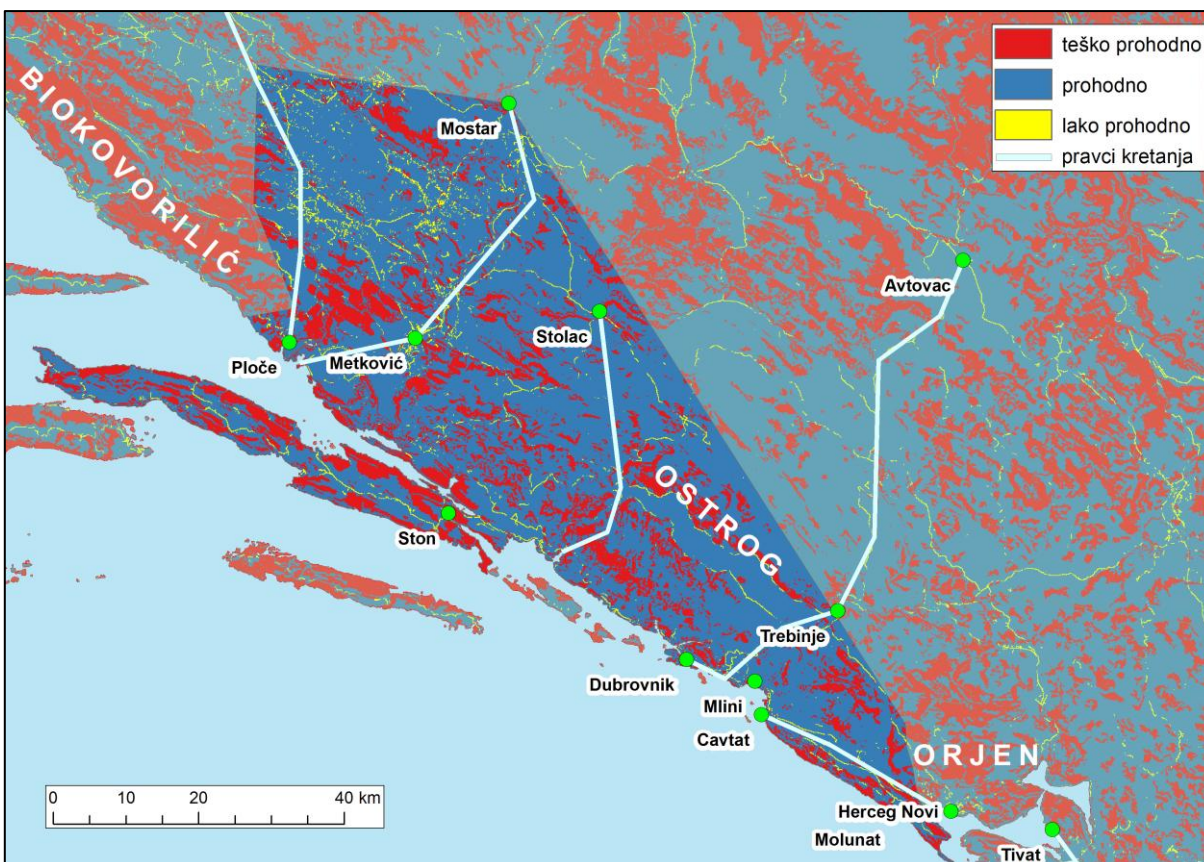 teško prohodno
prohodno
lako prohodno
pravci kretanja
BIOKOVORILIĆ
Mostar
Avtovac
Stolac
Ploče
Metković
OSTROG
Ston
Trebinje
Dubrovnik
Mlini
Cavtat
ORJEN
Herceg Novi
Molunat
Tivat
0 10 20 40 km